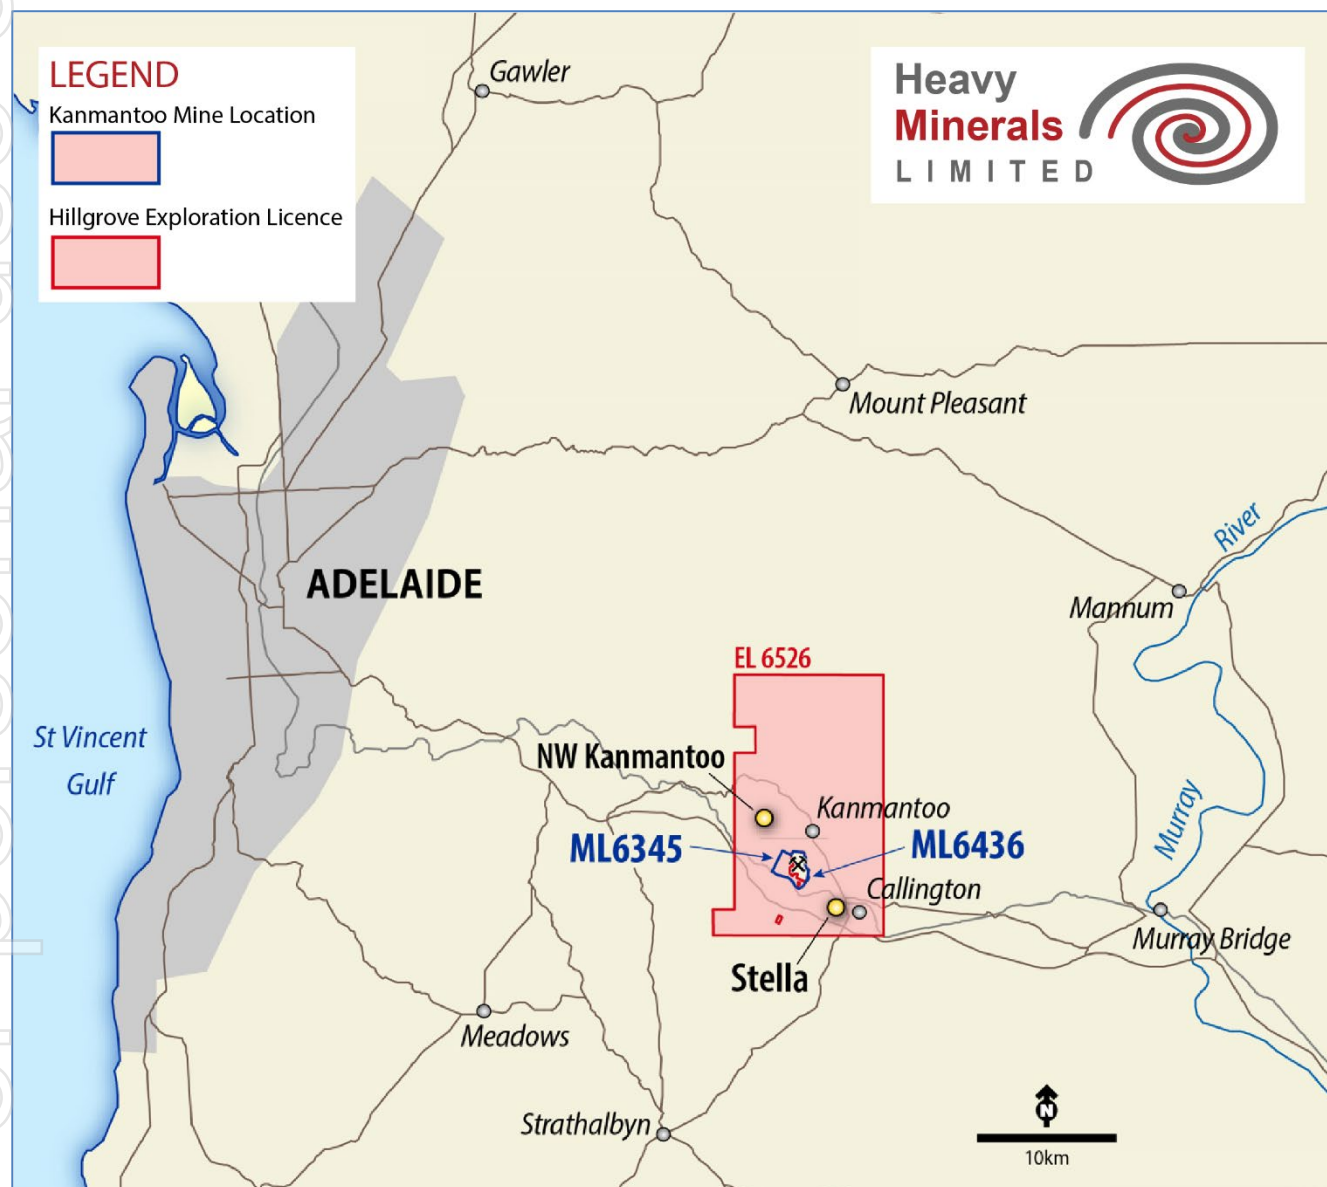 LEGEND
Kanmantoo Mine Location
Hillgrove Exploration Licence
Heavy
Minerals
LIMITED
Gawler
Mount Pleasant
River
ADELAIDE
Mannum
EL 6526
St Vincent
Gulf
NW Kanmantoo
Kanmantoo
Murray
ML6345
ML6436
Callington
Murray Bridge
Stella
Meadows
Strathalbyn
N
10km